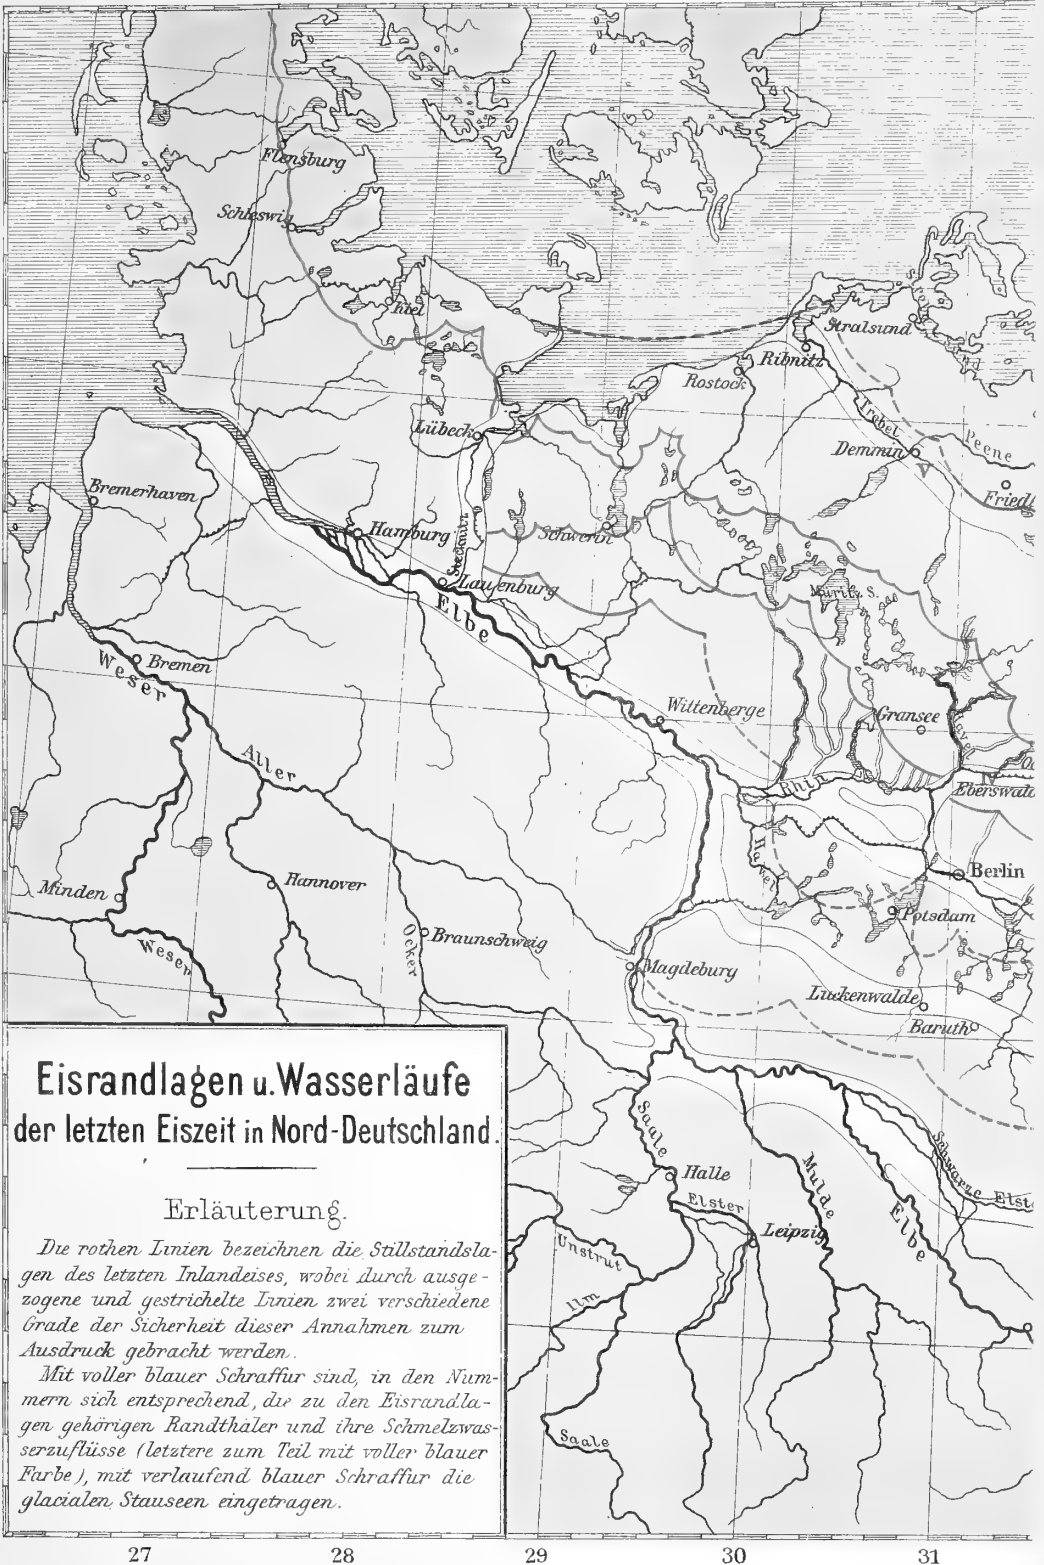 Flensburg
Schleswig
Kiel
Stralsund
Ribnitz
Rostock
Trebel
Peene
Lübeck
Demmin
Bremerhaven
Friedl
Hamburg
Schwerin
Stecknitz
Lauenburg
Elbe
Müritz S.
Weser
Bremen
Wittenberge
Gransee
Havel
Aller
Rhin
Eberswald
Havel
Berlin
Minden
Hannover
Potsdam
Ocker
Braunschweig
Weser
Magdeburg
Luckenwalde
Baruth
Eisrandlagen u. Wasserläufe
der letzten Eiszeit in Nord-Deutschland.
Erläuterung.
Die rothen Linien bezeichnen die Stillstandsla-
gen des letzten Inlandeises, wobei durch ausge-
zogene und gestrichelte Linien zwei verschiedene
Grade der Sicherheit dieser Annahmen zum
Ausdruck gebracht werden.
Mit voller blauer Schraffur sind, in den Num-
mern sich entsprechend, die zu den Eisrandla-
gen gehörigen Randthäler und ihre Schmelzwas-
serzuflüsse (letztere zum Teil mit voller blauer
Farbe), mit verlaufend blauer Schraffur die
glacialen Stauseen eingetragen.
Saale
Halle
Elster
Mulde
Schwarze Elst
Elbe
Leipzig
Unstrut
Ilm
Saale
27 28 29 30 31